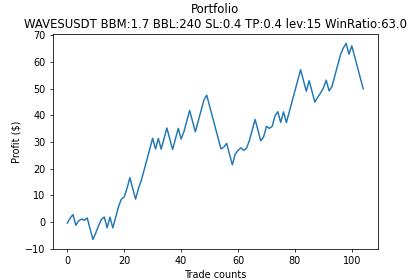 Portfolio
WAVESUSDT BBM:1.7 BBL:240 SL:0.4 TP:0.4 lev:15 WinRatio:63.0
Profit ($)
70
60
50
40
30
20
10
0
−10
0 20 40 60 80 100
Trade counts